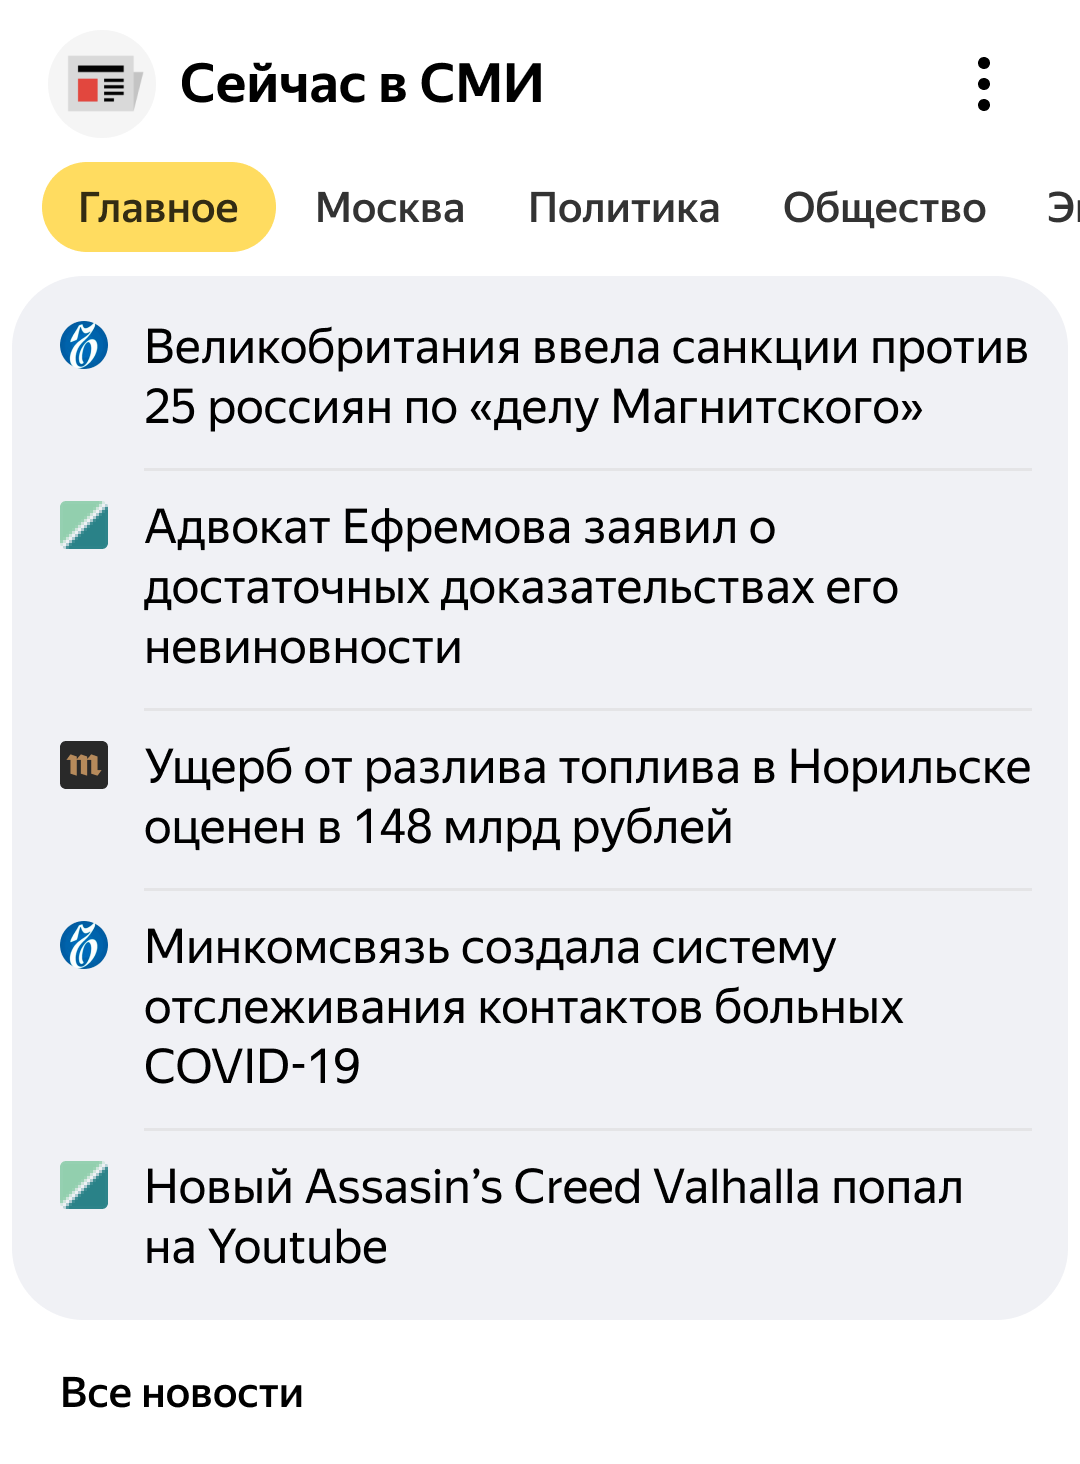 Сейчас в СМИ
Главное Москва Политика Общество
Великобритания ввела санкции против
25 россиян по «делу Магнитского»
Адвокат Ефремова заявил о
достаточных доказательствах его
невиновности
Ущерб от разлива топлива в Норильске
оценен в 148 млрд рублей
Минкомсвязь создала систему
отслеживания контактов больных
COVID-19
Новый Assasin’s Creed Valhalla попал
на Youtube
Все новости